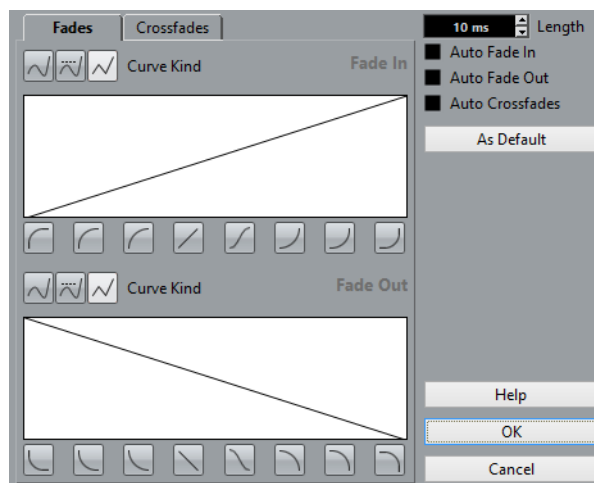 Fades
Crossfades
Curve Kind
Fade In
Curve Kind
Fade Out
10 ms
Length
Auto Fade In
Auto Fade Out
Auto Crossfades
As Default
Help
OK
Cancel